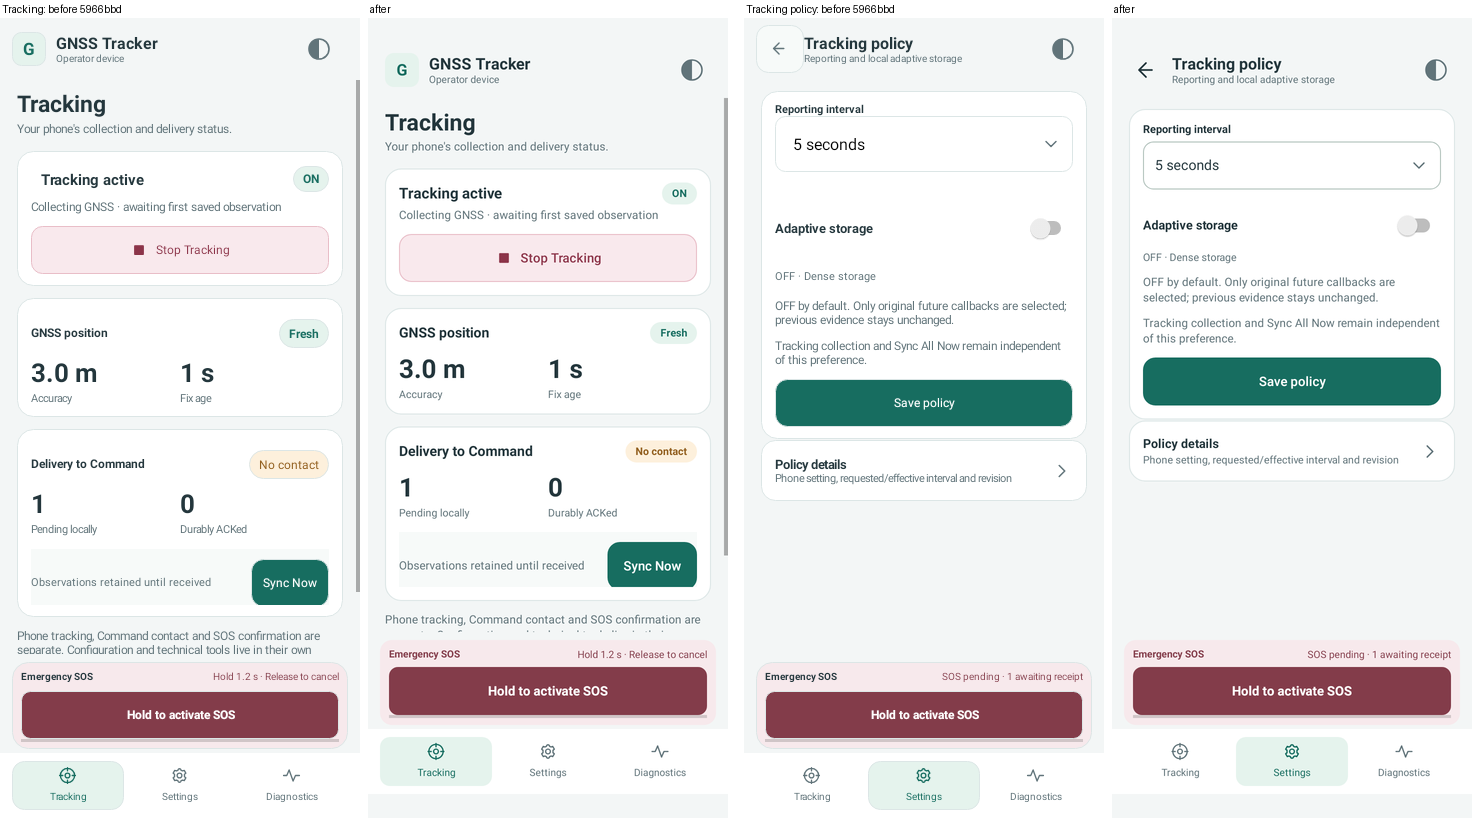 Tracking: before 5966bbd
G
GNSS Tracker
Operator device
Tracking
Your phone's collection and delivery status.
Tracking active
ON
Collecting GNSS · awaiting first saved observation
Stop Tracking
GNSS position
Fresh
3.0 m
1 s
Accuracy
Fix age
Delivery to Command
No contact
1
0
Pending locally
Durably ACKed
Observations retained until received
Sync Now
Phone tracking, Command contact and SOS confirmation are
separate. Configuration and technical tools live in their own
Emergency SOS
Hold 1.2 s · Release to cancel
Hold to activate SOS
Tracking
Settings
Diagnostics
after
G
GNSS Tracker
Operator device
Tracking
Your phone's collection and delivery status.
Tracking active
ON
Collecting GNSS · awaiting first saved observation
Stop Tracking
GNSS position
Fresh
3.0 m
1 s
Accuracy
Fix age
Delivery to Command
No contact
1
0
Pending locally
Durably ACKed
Observations retained until received
Sync Now
Phone tracking, Command contact and SOS confirmation are
Emergency SOS
Hold 1.2 s · Release to cancel
Hold to activate SOS
Tracking
Settings
Diagnostics
Tracking policy: before 5966bbd
Tracking policy
Reporting and local adaptive storage
Reporting interval
5 seconds
Adaptive storage
OFF · Dense storage
OFF by default. Only original future callbacks are selected;
previous evidence stays unchanged.
Tracking collection and Sync All Now remain independent
of this preference.
Save policy
Policy details
Phone setting, requested/effective interval and revision
Emergency SOS
SOS pending · 1 awaiting receipt
Hold to activate SOS
Tracking
Settings
Diagnostics
after
Tracking policy
Reporting and local adaptive storage
Reporting interval
5 seconds
Adaptive storage
OFF · Dense storage
OFF by default. Only original future callbacks are
selected; previous evidence stays unchanged.
Tracking collection and Sync All Now remain independent
of this preference.
Save policy
Policy details
Phone setting, requested/effective interval and revision
Emergency SOS
SOS pending · 1 awaiting receipt
Hold to activate SOS
Tracking
Settings
Diagnostics